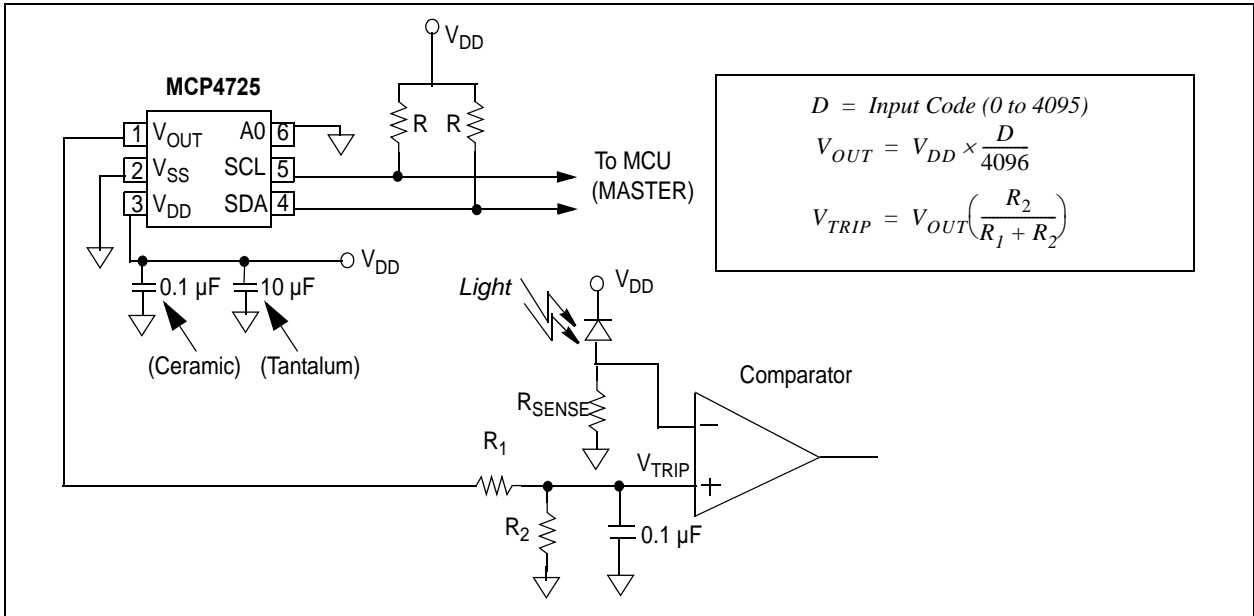 V_DD
MCP4725
1 V_OUT A0 6
2 V_SS SCL 5
3 V_DD SDA 4
R R
To MCU
(MASTER)
D = Input Code (0 to 4095)
V_OUT = V_DD × D/4096
V_TRIP = V_OUT(R_2/(R_1 + R_2))
V_DD
0.1 µF 10 µF
(Ceramic) (Tantalum)
Light
V_DD
Comparator
R_SENSE
−
R_1
V_TRIP
+
R_2
0.1 µF